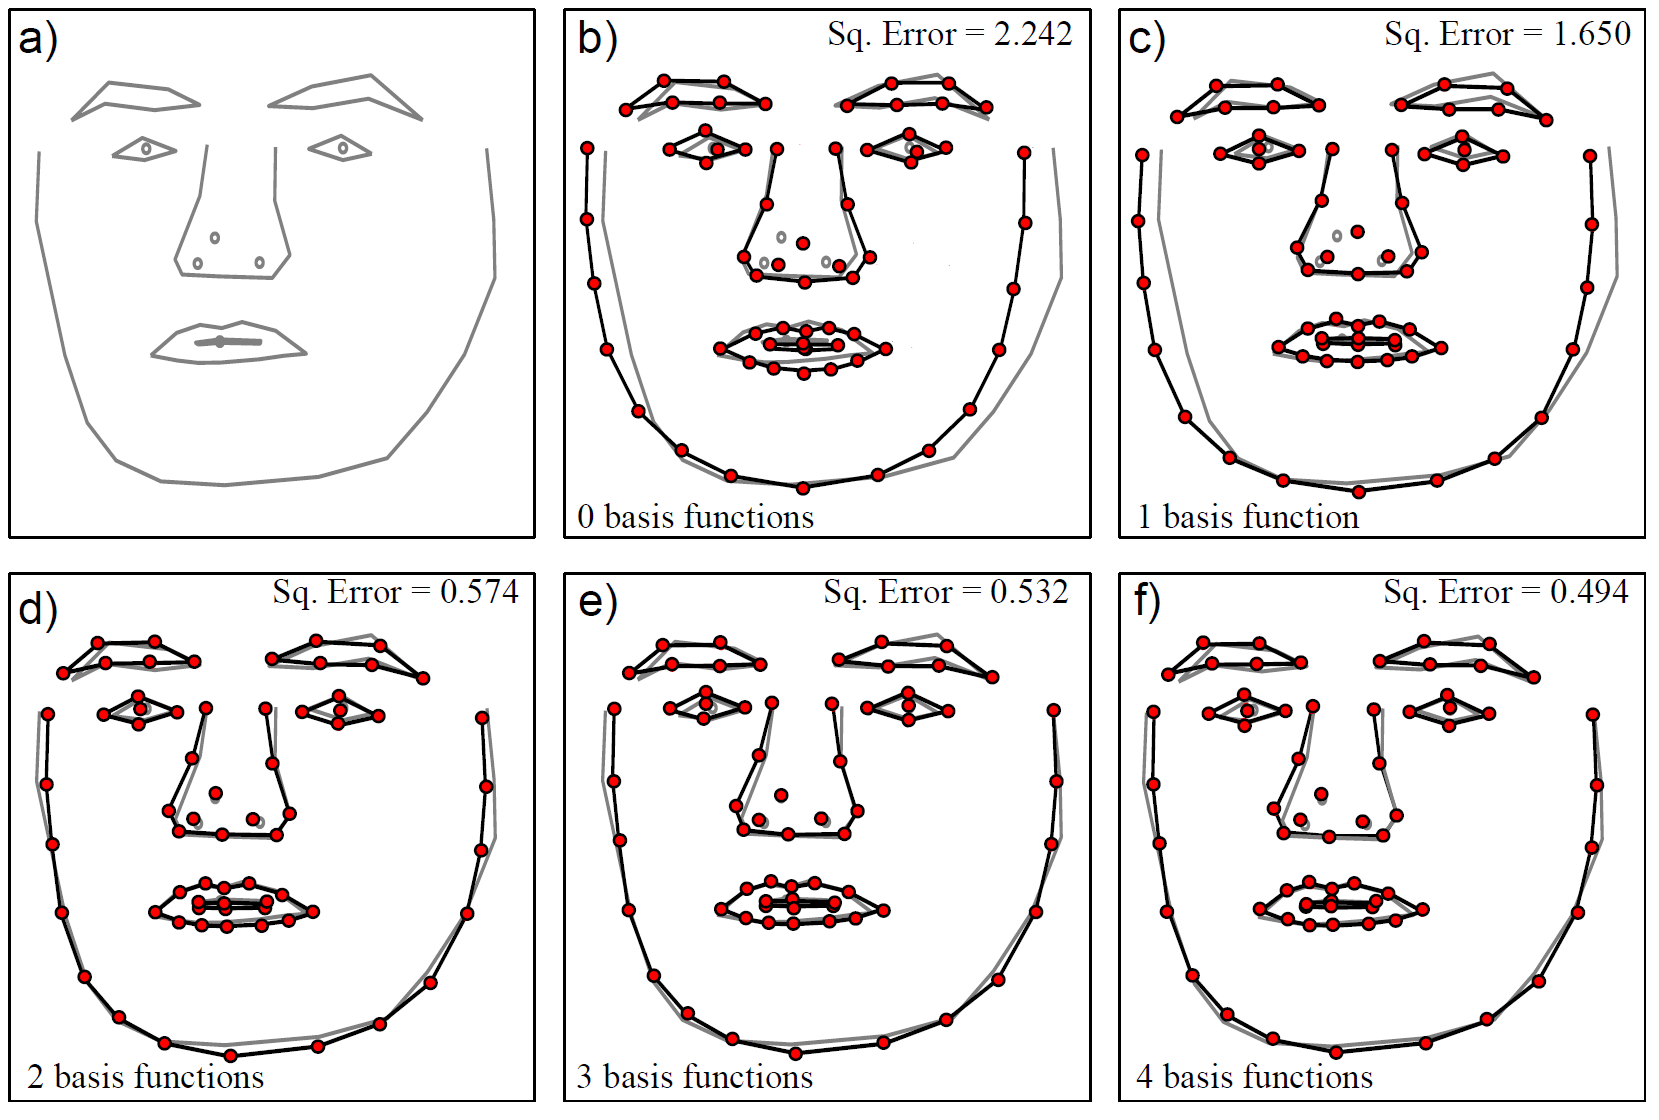 a)
b)
Sq. Error = 2.242
0 basis functions
c)
Sq. Error = 1.650
1 basis function
d)
Sq. Error = 0.574
2 basis functions
e)
Sq. Error = 0.532
3 basis functions
f)
Sq. Error = 0.494
4 basis functions